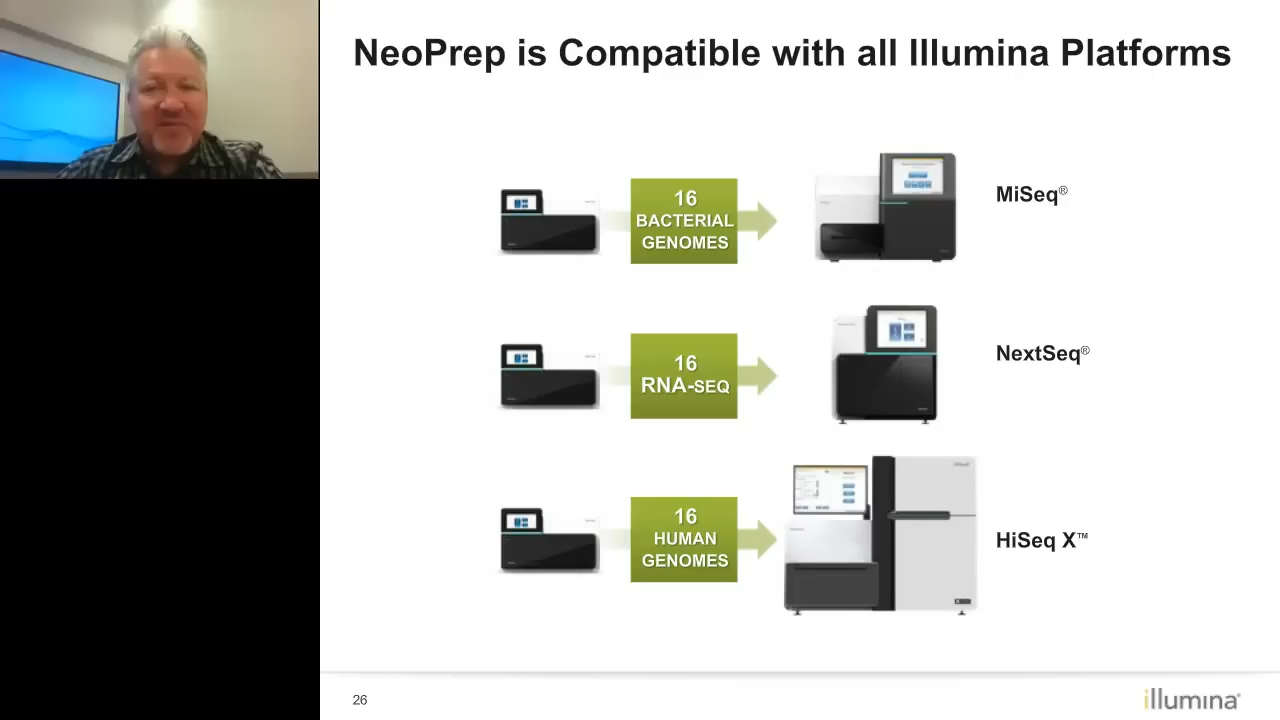 NeoPrep is Compatible with all Illumina Platforms
16
BACTERIAL
GENOMES
MiSeq®
16
RNA-SEQ
NextSeq®
16
HUMAN
GENOMES
HiSeq X™
26
illumina®